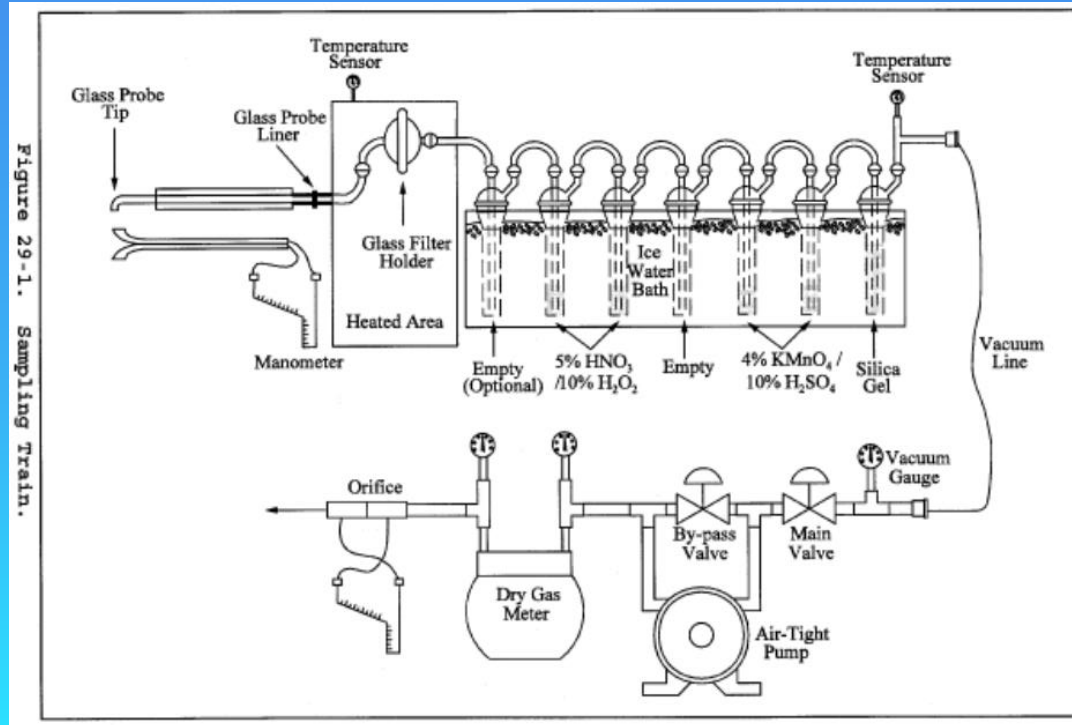 Figure 29-1. Sampling Train.
Temperature
Sensor
Glass Probe
Tip
Glass Probe
Liner
Glass Filter
Holder
Heated Area
Manometer
Temperature
Sensor
Ice
Water
Bath
Empty
(Optional)
5% HNO₃
/10% H₂O₂
Empty
4% KMnO₄ /
10% H₂SO₄
Silica
Gel
Vacuum
Line
Vacuum
Gauge
Main
Valve
By-pass
Valve
Air-Tight
Pump
Dry Gas
Meter
Orifice